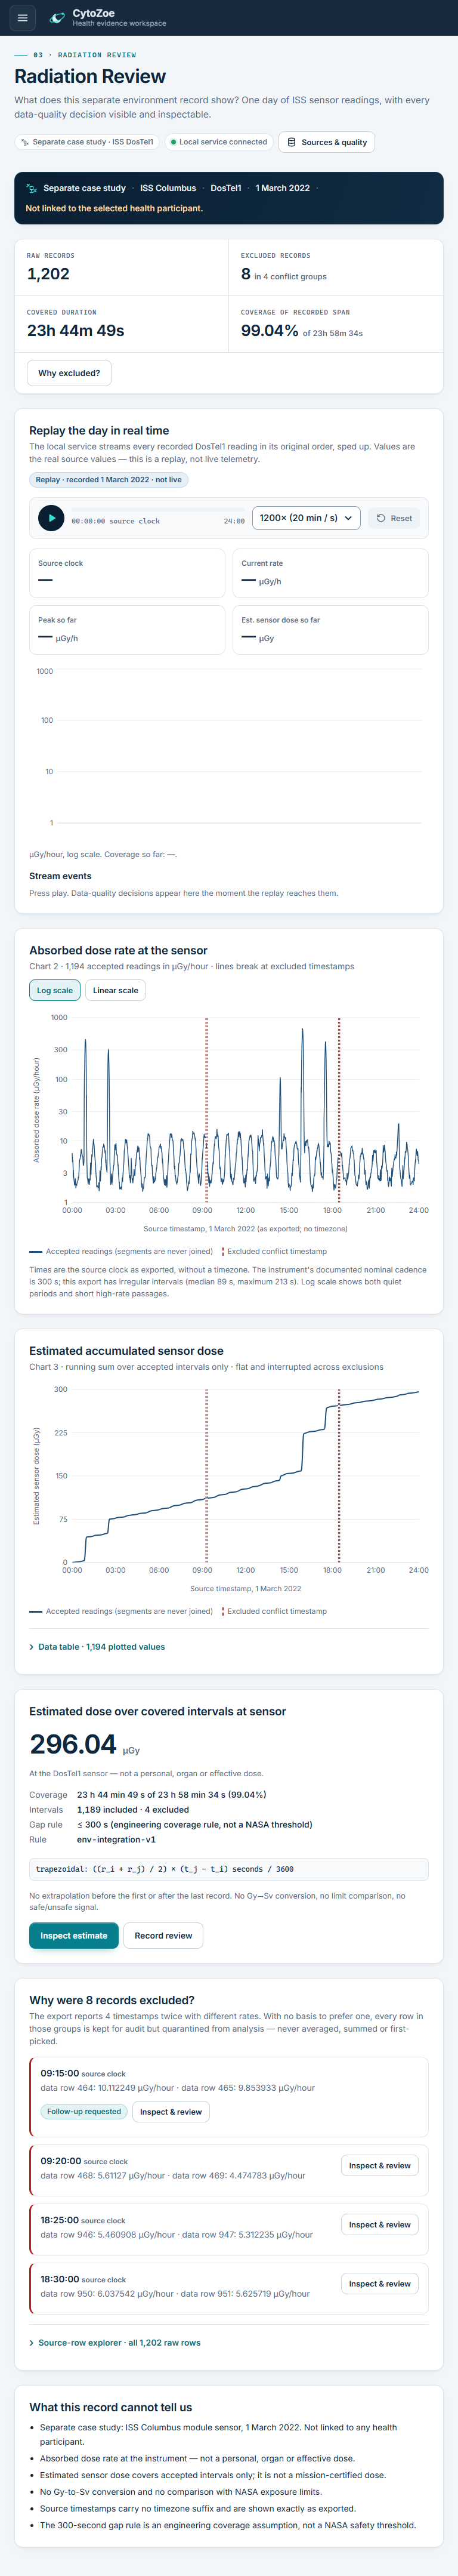 CytoZoe
Health evidence workspace
03 · RADIATION REVIEW
Radiation Review
What does this separate environment record show? One day of ISS sensor readings, with every
data-quality decision visible and inspectable.
Separate case study · ISS DosTel1
Local service connected
Sources & quality
Separate case study · ISS Columbus · DosTel1 · 1 March 2022 ·
Not linked to the selected health participant.
RAW RECORDS
1,202
EXCLUDED RECORDS
8 in 4 conflict groups
COVERED DURATION
23h 44m 49s
COVERAGE OF RECORDED SPAN
99.04% of 23h 58m 34s
Why excluded?
Replay the day in real time
The local service streams every recorded DosTel1 reading in its original order, sped up. Values are
the real source values — this is a replay, not live telemetry.
Replay · recorded 1 March 2022 · not live
00:00:00 source clock
24:00
1200× (20 min / s)
Reset
Source clock
—
Current rate
— μGy/h
Peak so far
— μGy/h
Est. sensor dose so far
— μGy
1000
100
10
1
μGy/hour, log scale. Coverage so far: —.
Stream events
Press play. Data-quality decisions appear here the moment the replay reaches them.
Absorbed dose rate at the sensor
Chart 2 · 1,194 accepted readings in μGy/hour · lines break at excluded timestamps
Log scale
Linear scale
Absorbed dose rate (μGy/hour)
1000
300
100
30
10
3
1
00:00 03:00 06:00 09:00 12:00 15:00 18:00 21:00 24:00
Source timestamp, 1 March 2022 (as exported; no timezone)
Accepted readings (segments are never joined)
Excluded conflict timestamp
Times are the source clock as exported, without a timezone. The instrument's documented nominal cadence
is 300 s; this export has irregular intervals (median 89 s, maximum 213 s). Log scale shows both quiet
periods and short high-rate passages.
Estimated accumulated sensor dose
Chart 3 · running sum over accepted intervals only · flat and interrupted across exclusions
Estimated sensor dose (μGy)
300
225
150
75
0
00:00 03:00 06:00 09:00 12:00 15:00 18:00 21:00 24:00
Source timestamp, 1 March 2022
Accepted readings (segments are never joined)
Excluded conflict timestamp
Data table · 1,194 plotted values
Estimated dose over covered intervals at sensor
296.04 μGy
At the DosTel1 sensor — not a personal, organ or effective dose.
Coverage 23 h 44 min 49 s of 23 h 58 min 34 s (99.04%)
Intervals 1,189 included · 4 excluded
Gap rule ≤ 300 s (engineering coverage rule, not a NASA threshold)
Rule env-integration-v1
trapezoidal: ((r_i + r_j) / 2) × (t_j − t_i) seconds / 3600
No extrapolation before the first or after the last record. No Gy→Sv conversion, no limit comparison, no
safe/unsafe signal.
Inspect estimate
Record review
Why were 8 records excluded?
The export reports 4 timestamps twice with different rates. With no basis to prefer one, every row in
those groups is kept for audit but quarantined from analysis — never averaged, summed or first-
picked.
09:15:00 source clock
data row 464: 10.112249 μGy/hour · data row 465: 9.853933 μGy/hour
Follow-up requested
Inspect & review
09:20:00 source clock
data row 468: 5.61127 μGy/hour · data row 469: 4.474783 μGy/hour
Inspect & review
18:25:00 source clock
data row 946: 5.460908 μGy/hour · data row 947: 5.312235 μGy/hour
Inspect & review
18:30:00 source clock
data row 950: 6.037542 μGy/hour · data row 951: 5.625719 μGy/hour
Inspect & review
Source-row explorer · all 1,202 raw rows
What this record cannot tell us
• Separate case study: ISS Columbus module sensor, 1 March 2022. Not linked to any health
participant.
• Absorbed dose rate at the instrument — not a personal, organ or effective dose.
• Estimated sensor dose covers accepted intervals only; it is not a mission-certified dose.
• No Gy-to-Sv conversion and no comparison with NASA exposure limits.
• Source timestamps carry no timezone suffix and are shown exactly as exported.
• The 300-second gap rule is an engineering coverage assumption, not a NASA safety threshold.